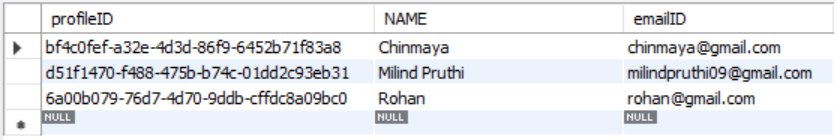 profileID NAME emailID
bf4c0fef-a32e-4d3d-86f9-6452b71f83a8 Chinmaya chinmaya@gmail.com
d51f1470-f488-475b-b74c-01dd2c93eb31 Milind Pruthi milindpruthi09@gmail.com
6a00b079-76d7-4d70-9ddb-cffdc8a09bc0 Rohan rohan@gmail.com
NULL NULL NULL